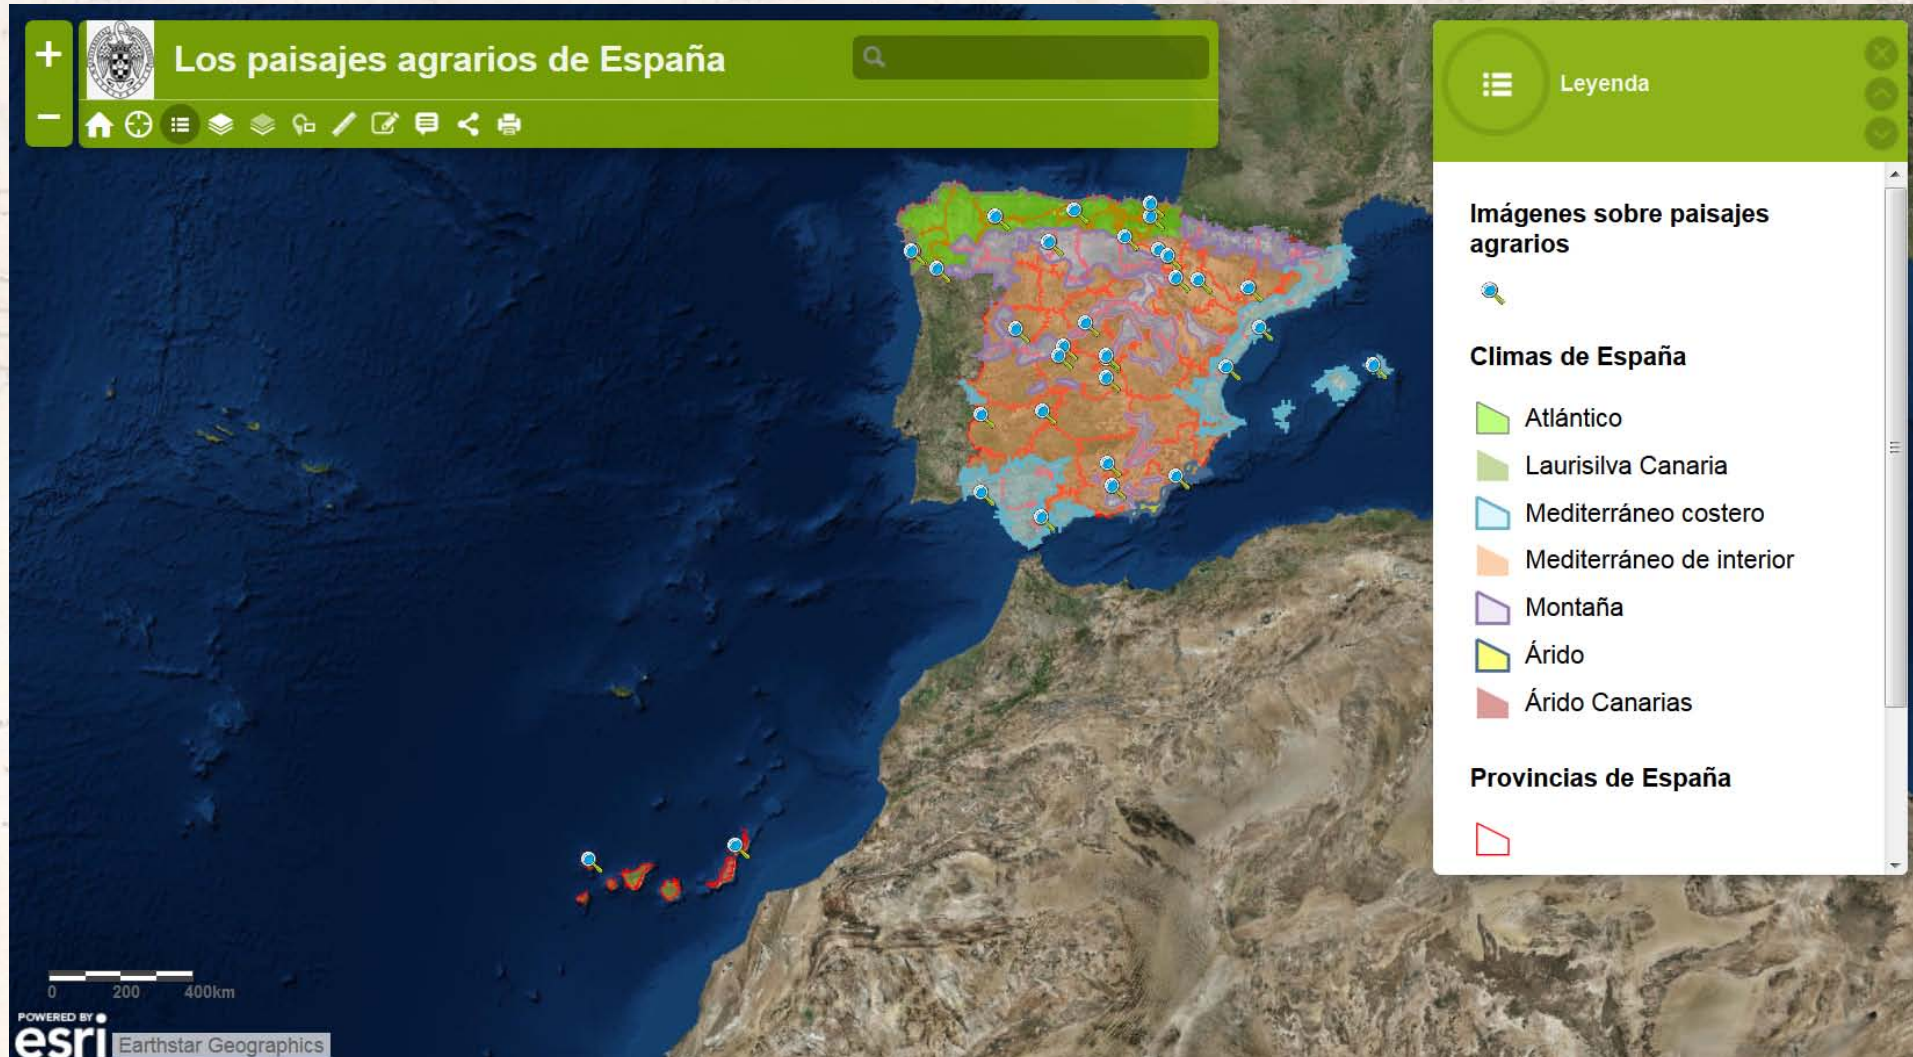 +
Los paisajes agrarios de España
−
Leyenda
Imágenes sobre paisajes
agrarios
Climas de España
Atlántico
Laurisilva Canaria
Mediterráneo costero
Mediterráneo de interior
Montaña
Árido
Árido Canarias
Provincias de España
0 200 400km
POWERED BY
esri
Earthstar Geographics